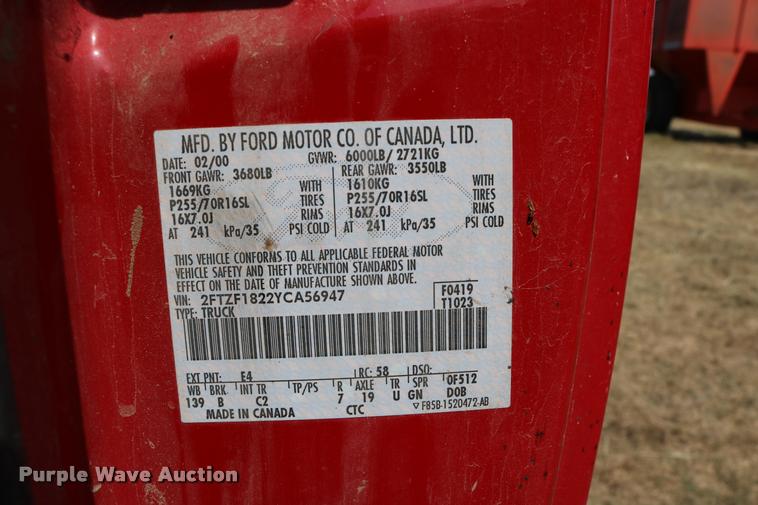 MFD. BY FORD MOTOR CO. OF CANADA, LTD.
DATE: 02/00 GVWR: 6000LB/ 2721KG
FRONT GAWR: 3680LB REAR GAWR: 3550LB
1669KG WITH 1610KG WITH
P255/70R16SL TIRES P255/70R16SL TIRES
16X7.0J RIMS 16X7.0J RIMS
AT 241 kPa/35 PSI COLD AT 241 kPa/35 PSI COLD
THIS VEHICLE CONFORMS TO ALL APPLICABLE FEDERAL MOTOR
VEHICLE SAFETY AND THEFT PREVENTION STANDARDS IN
EFFECT ON THE DATE OF MANUFACTURE SHOWN ABOVE.
VIN: 2FTZF1822YCA56947 F0419
TYPE: TRUCK T1023
EXT PNT: E4 RC: 58 DSO:
WB BRK INT TR TP/PS R AXLE TR SPR 0F512
139 B C2 7 19 U GN DOB
MADE IN CANADA CTC F85B-1520472-AB
Purple Wave Auction